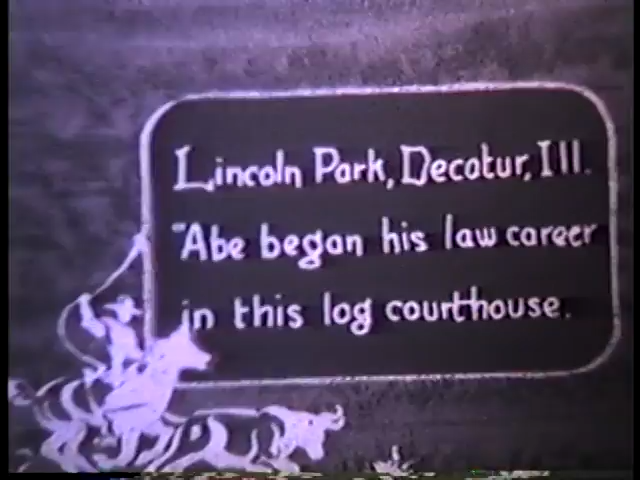 Lincoln Park, Decatur, Ill.
"Abe began his law career
in this log courthouse.